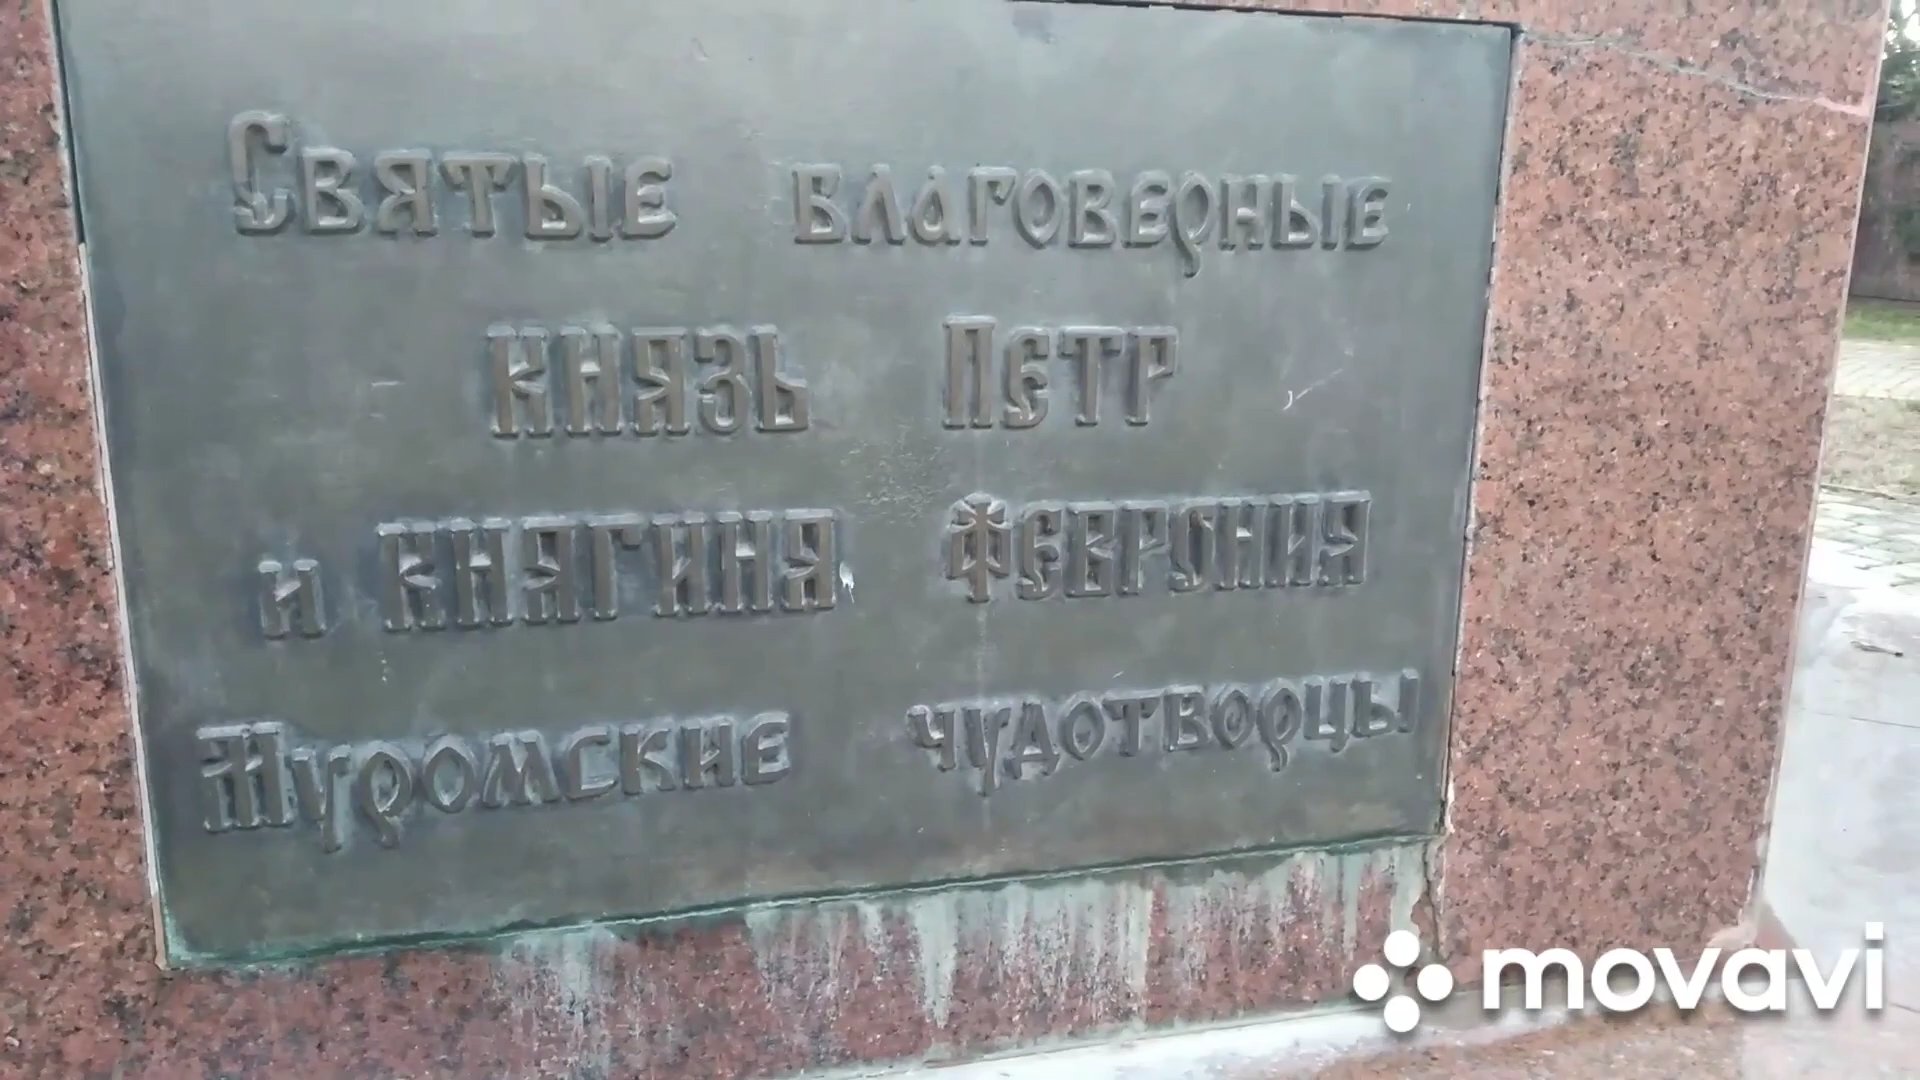 Святые благоверные
князь Петр
и княгиня Феврония
Муромские чудотворцы
movavi